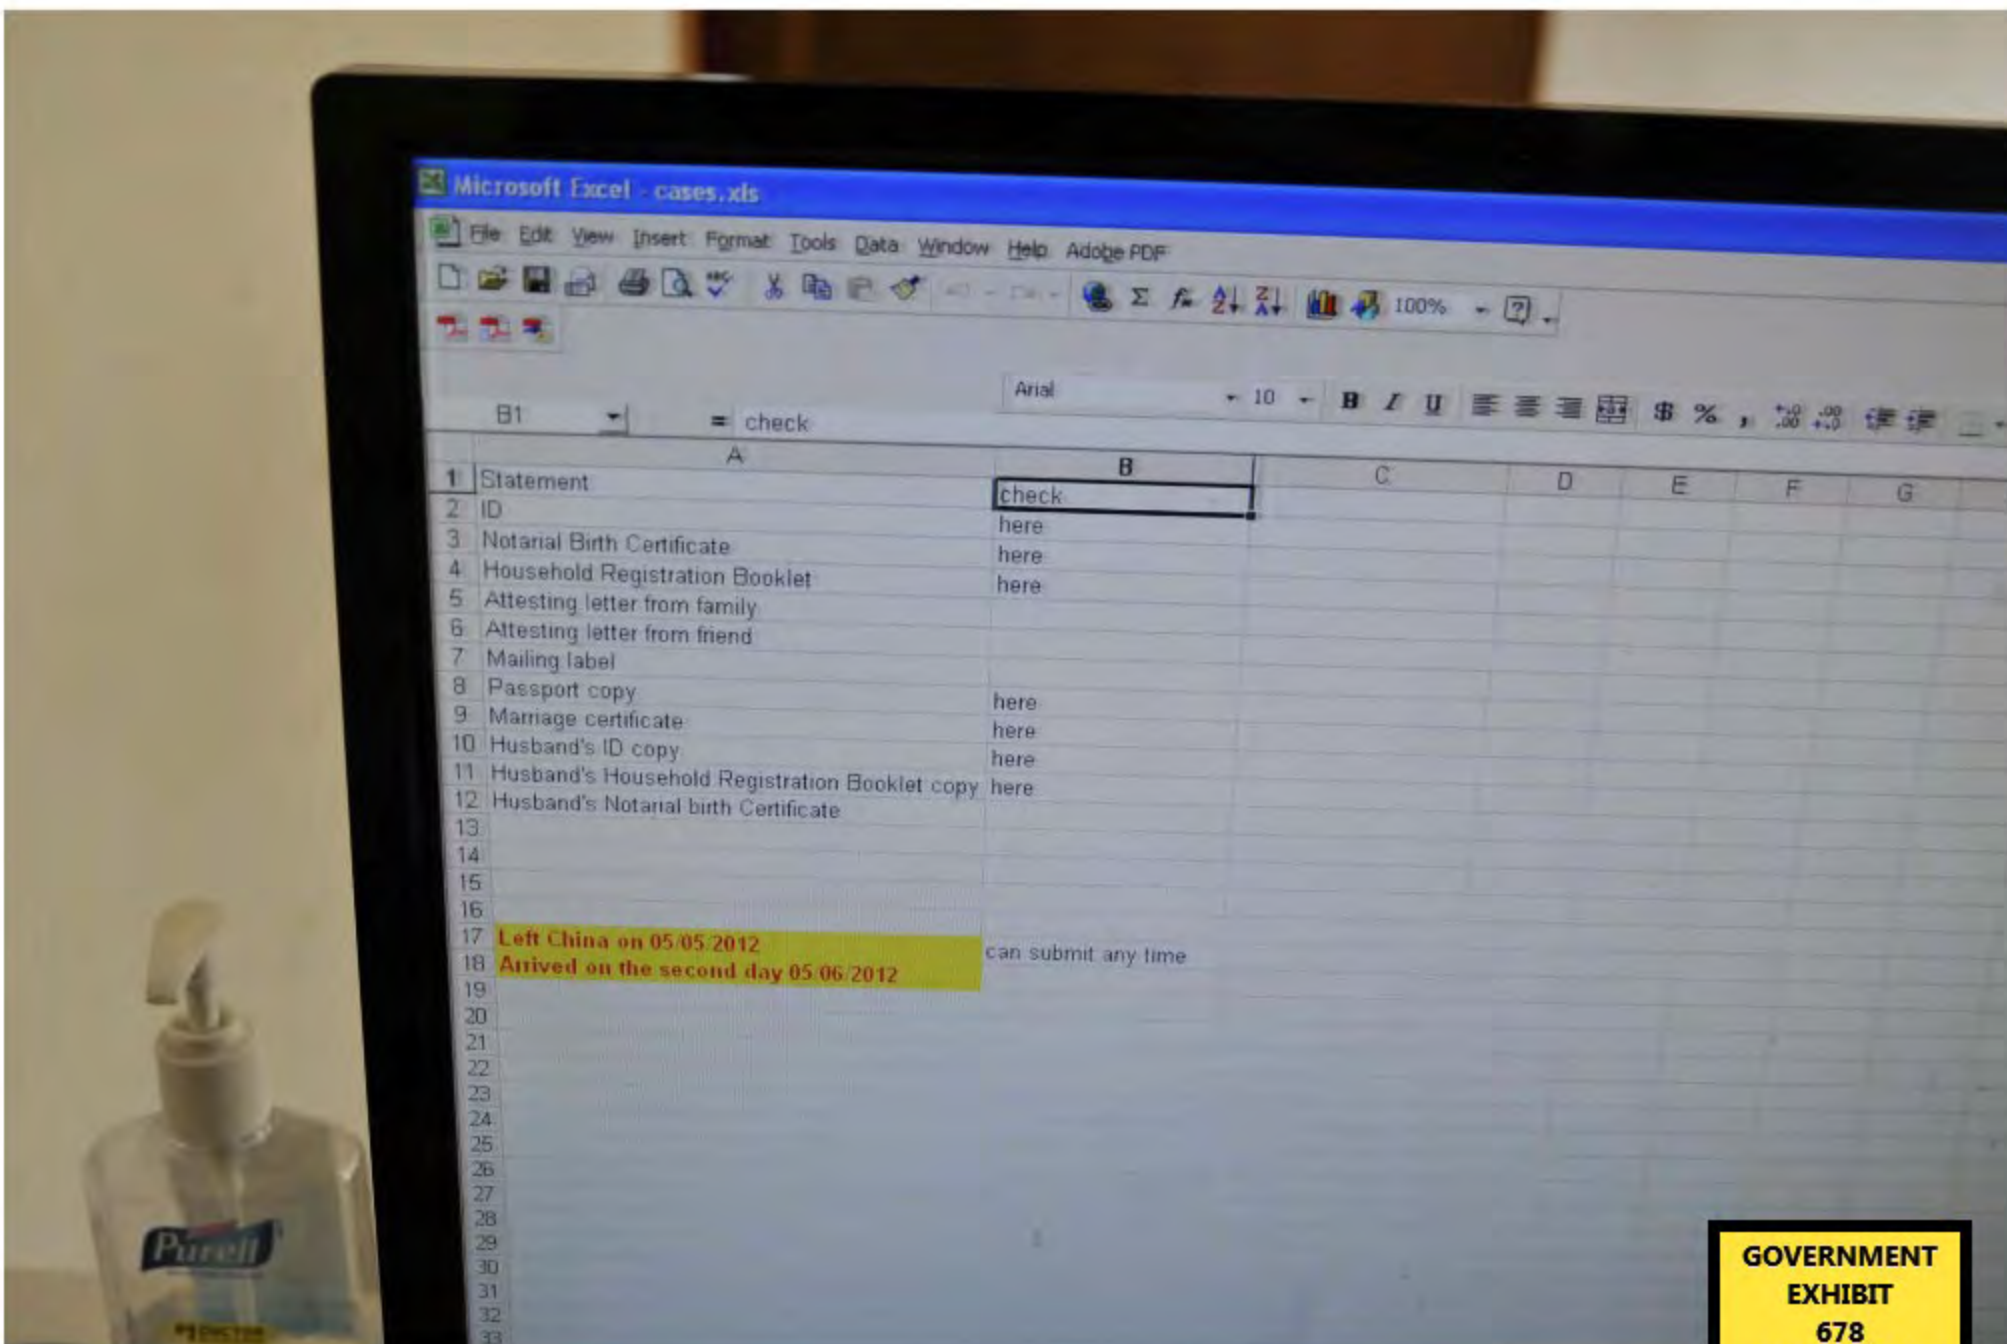 Microsoft Excel - cases.xls
File Edit View Insert Format Tools Data Window Help Adobe PDF
100%
Arial 10 B I U $ % ,
B1 = check
A B C D E F G
1 Statement check
2 ID here
3 Notarial Birth Certificate here
4 Household Registration Booklet here
5 Attesting letter from family
6 Attesting letter from friend
7 Mailing label
8 Passport copy here
9 Marriage certificate here
10 Husband's ID copy here
11 Husband's Household Registration Booklet copy here
12 Husband's Notarial birth Certificate
13
14
15
16
17 Left China on 05/05/2012 can submit any time
18 Arrived on the second day 05/06/2012
19
20
21
22
23
24
25
26
27
28
29
30
31
32
33
Purell
GOVERNMENT
EXHIBIT
678